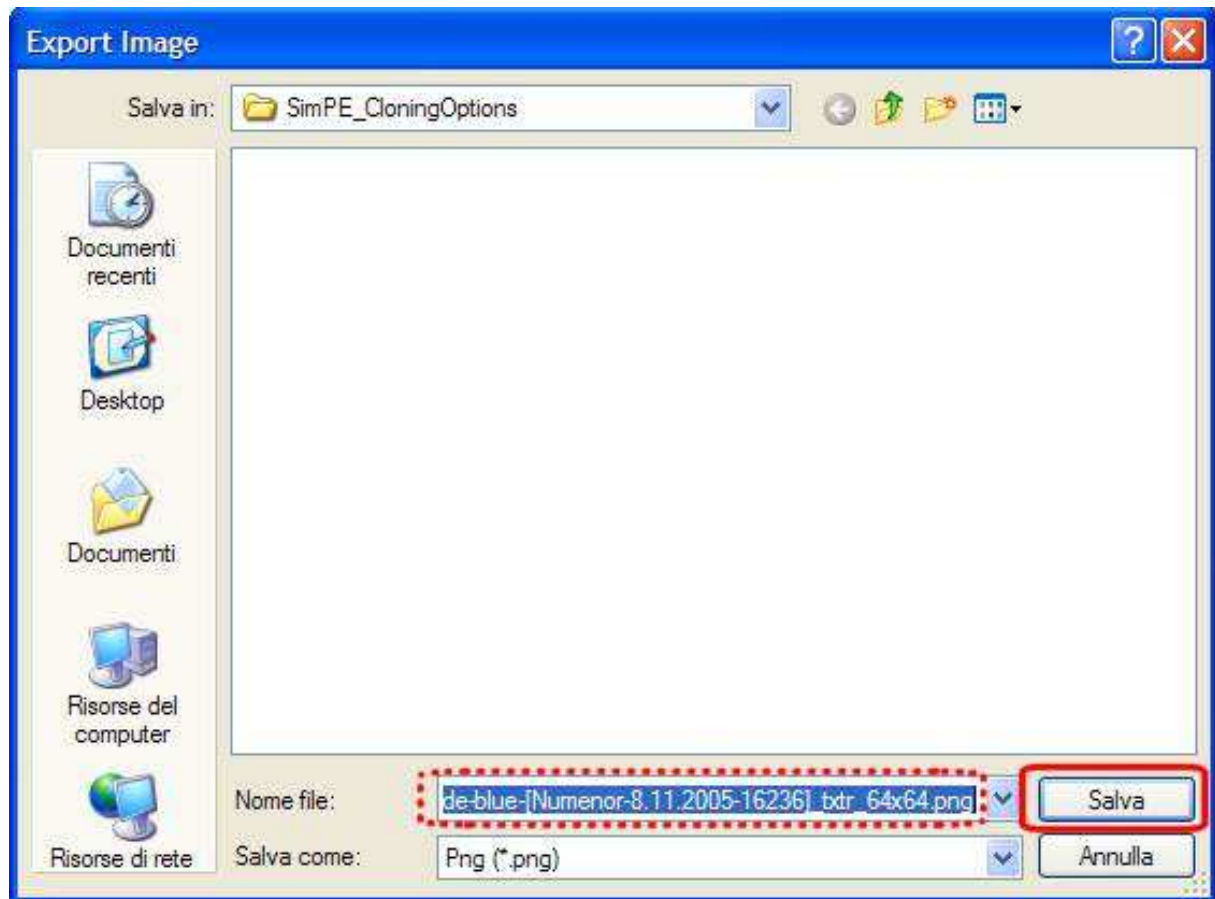 Export Image
Salva in: SimPE_CloningOptions
Documenti
recenti
Desktop
Documenti
Risorse del
computer
Risorse di rete
Nome file: de-blue-[Numenor-8.11.2005-16236]_txtr_64x64.png Salva
Salva come: Png (*.png) Annulla